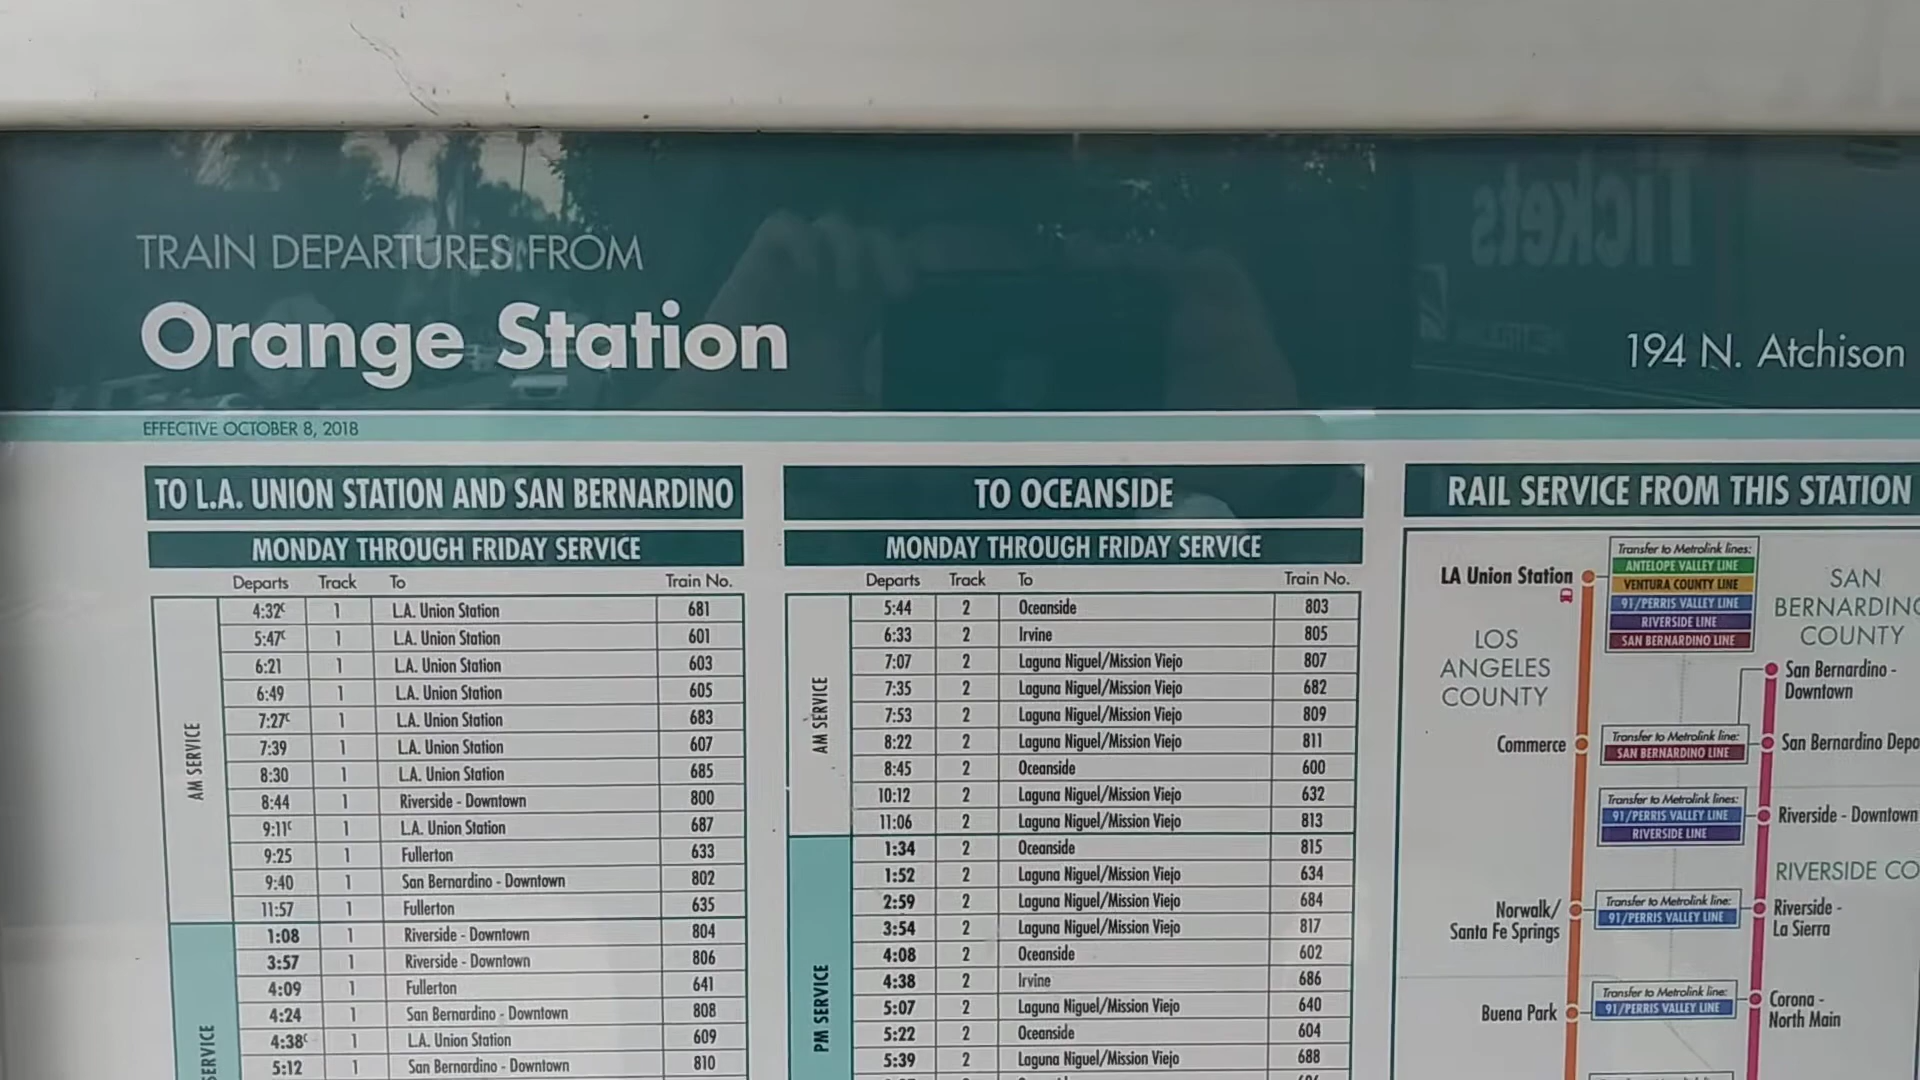 Tickets
TRAIN DEPARTURES FROM
Orange Station
194 N. Atchison
EFFECTIVE OCTOBER 8, 2018
TO L.A. UNION STATION AND SAN BERNARDINO
MONDAY THROUGH FRIDAY SERVICE
Departs Track To Train No.
AM SERVICE
4:32c 1 L.A. Union Station 681
5:47c 1 L.A. Union Station 601
6:21 1 L.A. Union Station 603
6:49 1 L.A. Union Station 605
7:27c 1 L.A. Union Station 683
7:39 1 L.A. Union Station 607
8:30 1 L.A. Union Station 685
8:44 1 Riverside - Downtown 800
9:11c 1 L.A. Union Station 687
9:25 1 Fullerton 633
9:40 1 San Bernardino - Downtown 802
11:57 1 Fullerton 635
SERVICE
1:08 1 Riverside - Downtown 804
3:57 1 Riverside - Downtown 806
4:09 1 Fullerton 641
4:24 1 San Bernardino - Downtown 808
4:38c 1 L.A. Union Station 609
5:12 1 San Bernardino - Downtown 810
TO OCEANSIDE
MONDAY THROUGH FRIDAY SERVICE
Departs Track To Train No.
AM SERVICE
5:44 2 Oceanside 803
6:33 2 Irvine 805
7:07 2 Laguna Niguel/Mission Viejo 807
7:35 2 Laguna Niguel/Mission Viejo 682
7:53 2 Laguna Niguel/Mission Viejo 809
8:22 2 Laguna Niguel/Mission Viejo 811
8:45 2 Oceanside 600
10:12 2 Laguna Niguel/Mission Viejo 632
11:06 2 Laguna Niguel/Mission Viejo 813
PM SERVICE
1:34 2 Oceanside 815
1:52 2 Laguna Niguel/Mission Viejo 634
2:59 2 Laguna Niguel/Mission Viejo 684
3:54 2 Laguna Niguel/Mission Viejo 817
4:08 2 Oceanside 602
4:38 2 Irvine 686
5:07 2 Laguna Niguel/Mission Viejo 640
5:22 2 Oceanside 604
5:39 2 Laguna Niguel/Mission Viejo 688
RAIL SERVICE FROM THIS STATION
LA Union Station
Transfer to Metrolink lines:
ANTELOPE VALLEY LINE
VENTURA COUNTY LINE
91/PERRIS VALLEY LINE
RIVERSIDE LINE
SAN BERNARDINO LINE
SAN
BERNARDINO
COUNTY
LOS
ANGELES
COUNTY
San Bernardino -
Downtown
Commerce
Transfer to Metrolink line:
SAN BERNARDINO LINE
San Bernardino Depo
Transfer to Metrolink lines:
91/PERRIS VALLEY LINE
RIVERSIDE LINE
Riverside - Downtown
RIVERSIDE CO
Norwalk/
Santa Fe Springs
Transfer to Metrolink line:
91/PERRIS VALLEY LINE
Riverside -
La Sierra
Buena Park
Transfer to Metrolink line:
91/PERRIS VALLEY LINE
Corona -
North Main